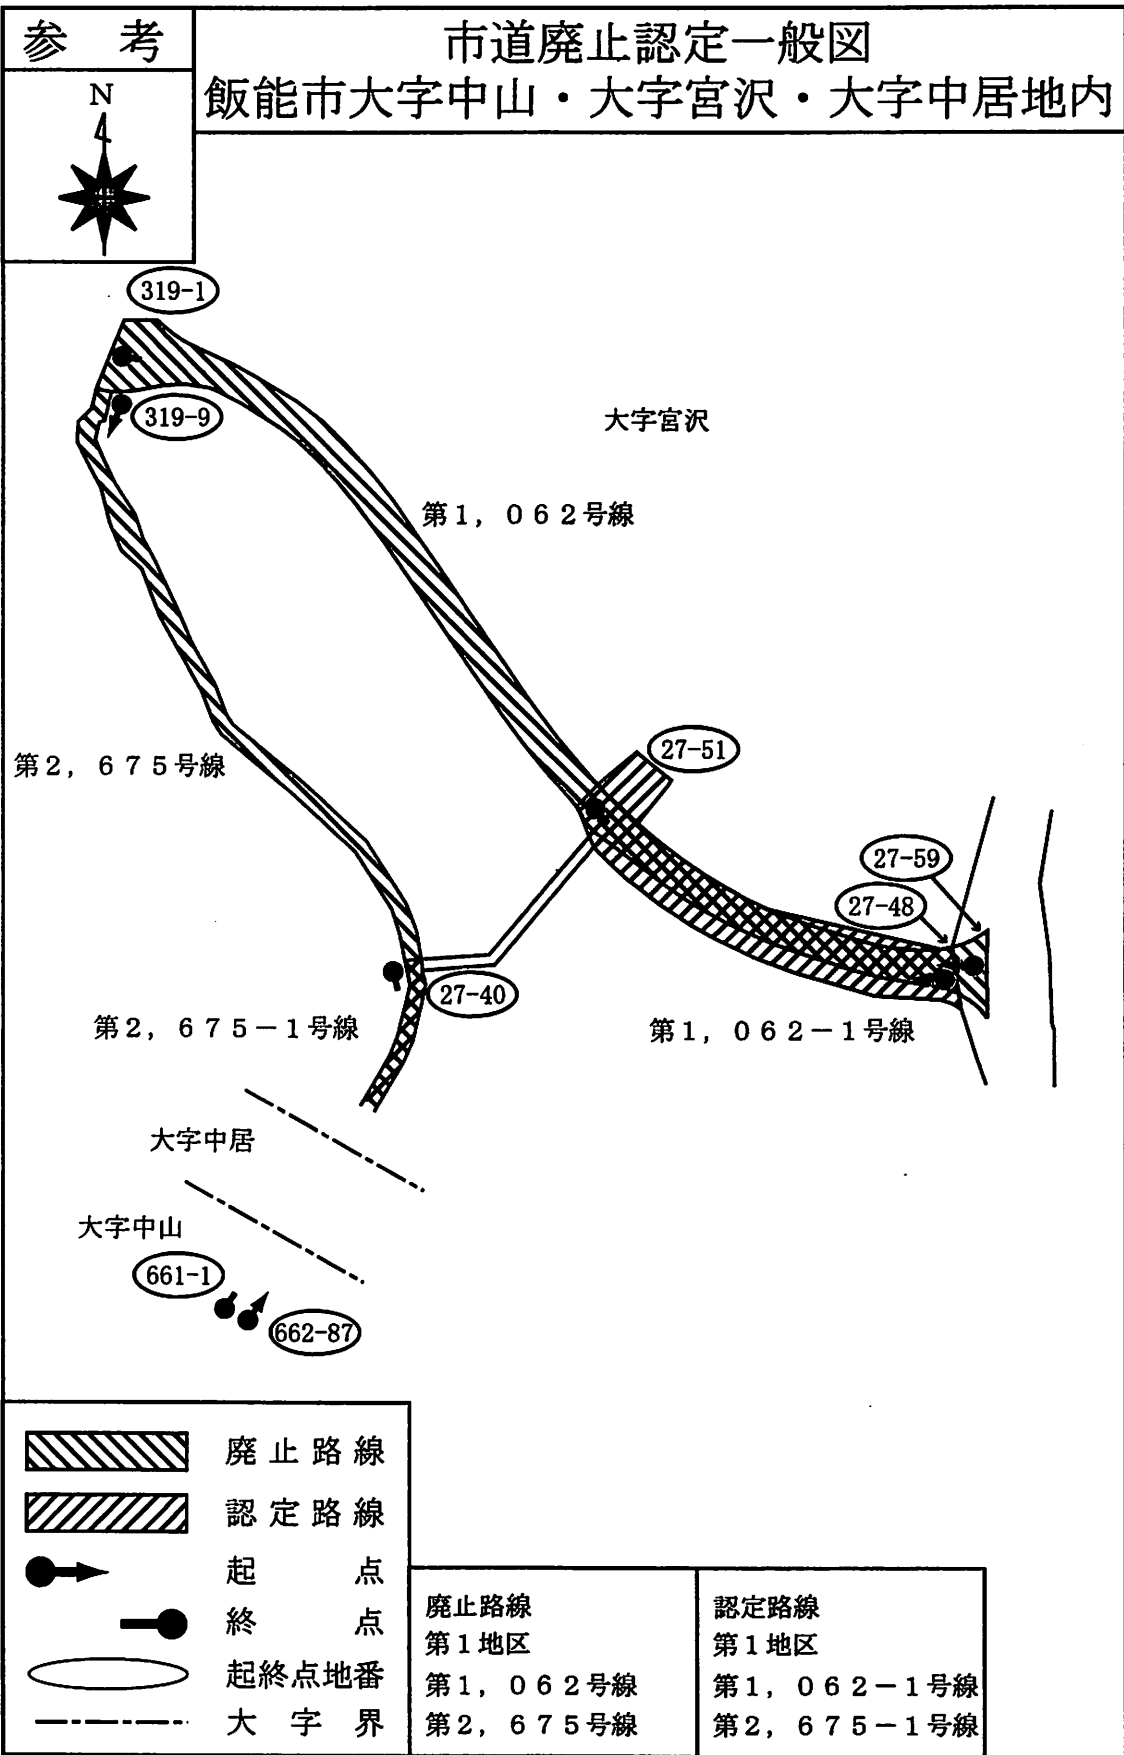 参 考
市道廃止認定一般図
飯能市大字中山・大字宮沢・大字中居地内
N
319-1
319-9
大字宮沢
第1，062号線
27-51
第2，675号線
27-59
27-48
27-40
第2，675－1号線
第1，062－1号線
大字中居
大字中山
661-1
662-87
廃止路線
認定路線
起 点
終 点
起終点地番
大字界
廃止路線
第1地区
第1，062号線
第2，675号線
認定路線
第1地区
第1，062－1号線
第2，675－1号線